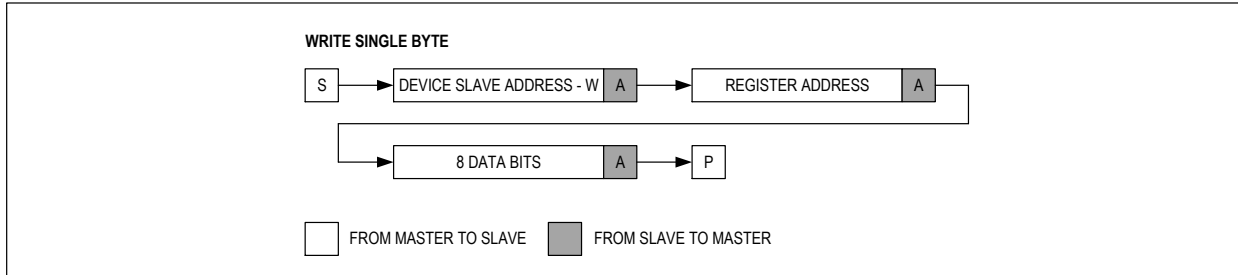 WRITE SINGLE BYTE
S DEVICE SLAVE ADDRESS - W A REGISTER ADDRESS A
8 DATA BITS A P
FROM MASTER TO SLAVE FROM SLAVE TO MASTER